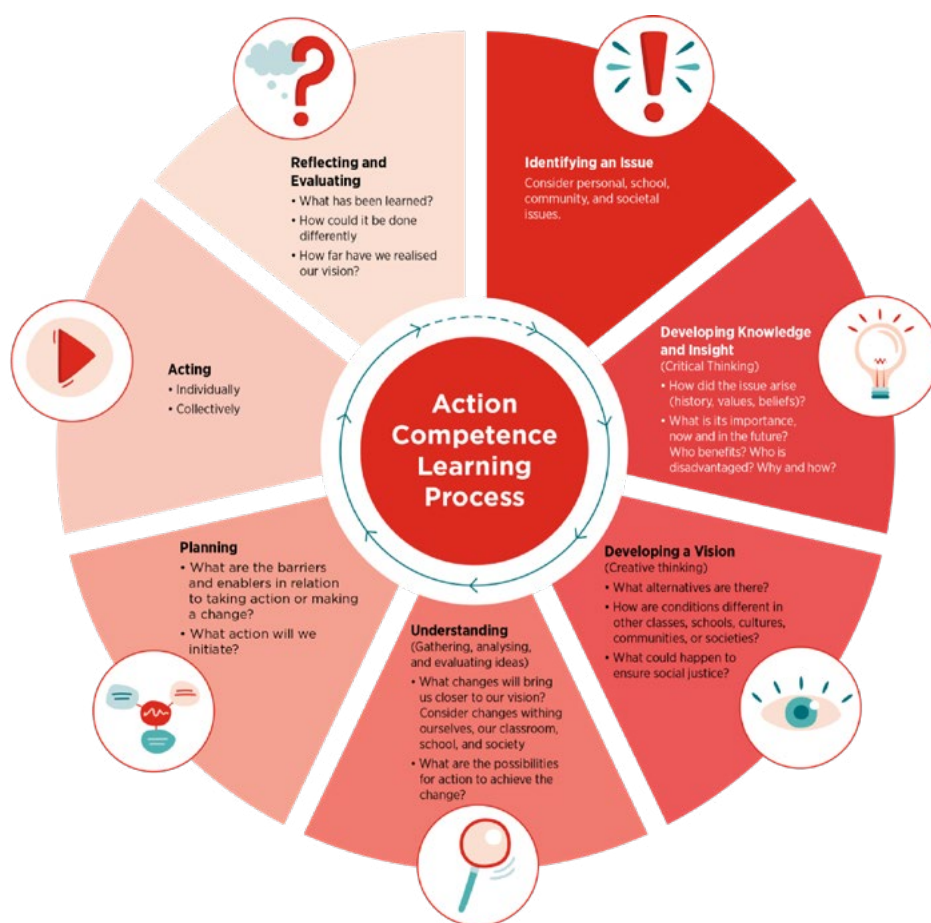 Action
Competence
Learning
Process
Identifying an Issue
Consider personal, school,
community, and societal
issues.
Developing Knowledge
and Insight
(Critical Thinking)
• How did the issue arise
(history, values, beliefs)?
• What is its importance,
now and in the future?
Who benefits? Who is
disadvantaged? Why and how?
Developing a Vision
(Creative thinking)
• What alternatives are there?
• How are conditions different in
other classes, schools, cultures,
communities, or societies?
• What could happen to
ensure social justice?
Understanding
(Gathering, analysing,
and evaluating ideas)
• What changes will bring
us closer to our vision?
Consider changes withing
ourselves, our classroom,
school, and society
• What are the possibilities
for action to achieve the
change?
Planning
• What are the barriers
and enablers in relation
to taking action or making
a change?
• What action will we
initiate?
Acting
• Individually
• Collectively
Reflecting and
Evaluating
• What has been learned?
• How could it be done
differently
• How far have we realised
our vision?